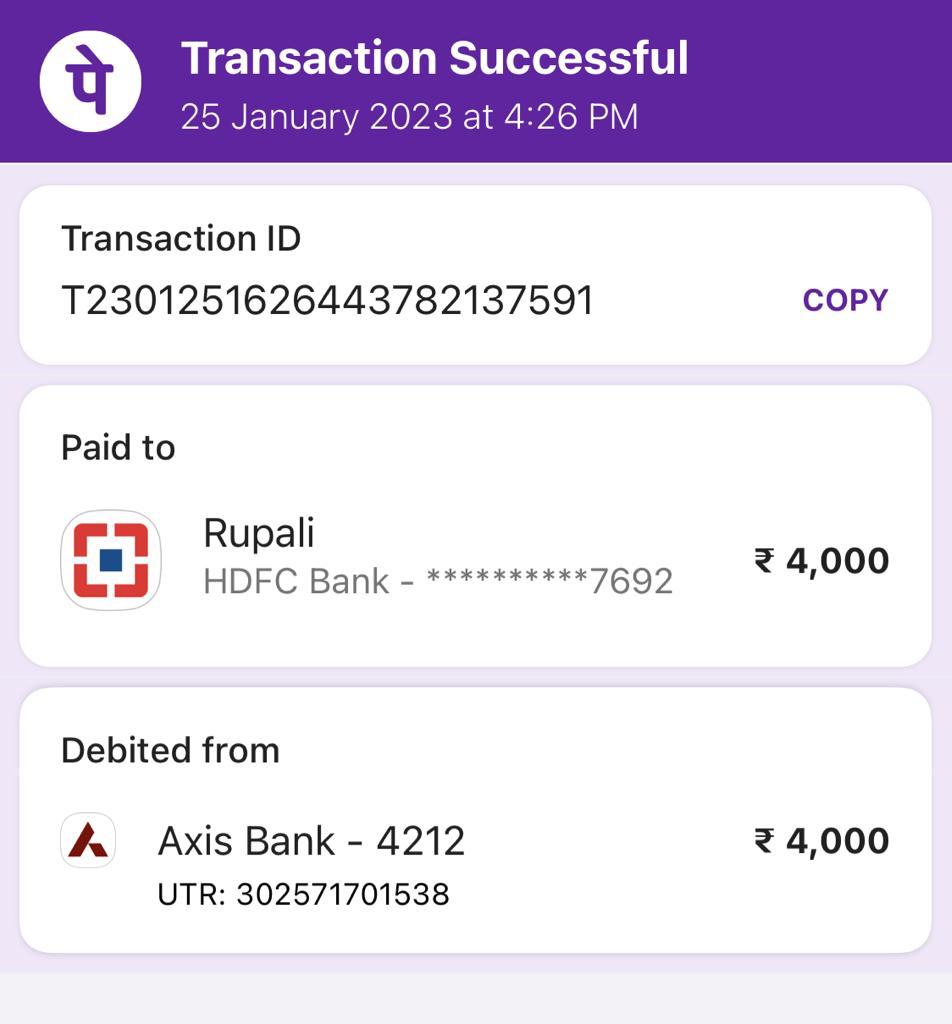 पे
Transaction Successful
25 January 2023 at 4:26 PM
Transaction ID
T2301251626443782137591
COPY
Paid to
Rupali
HDFC Bank - **********7692
₹ 4,000
Debited from
Axis Bank - 4212
₹ 4,000
UTR: 302571701538